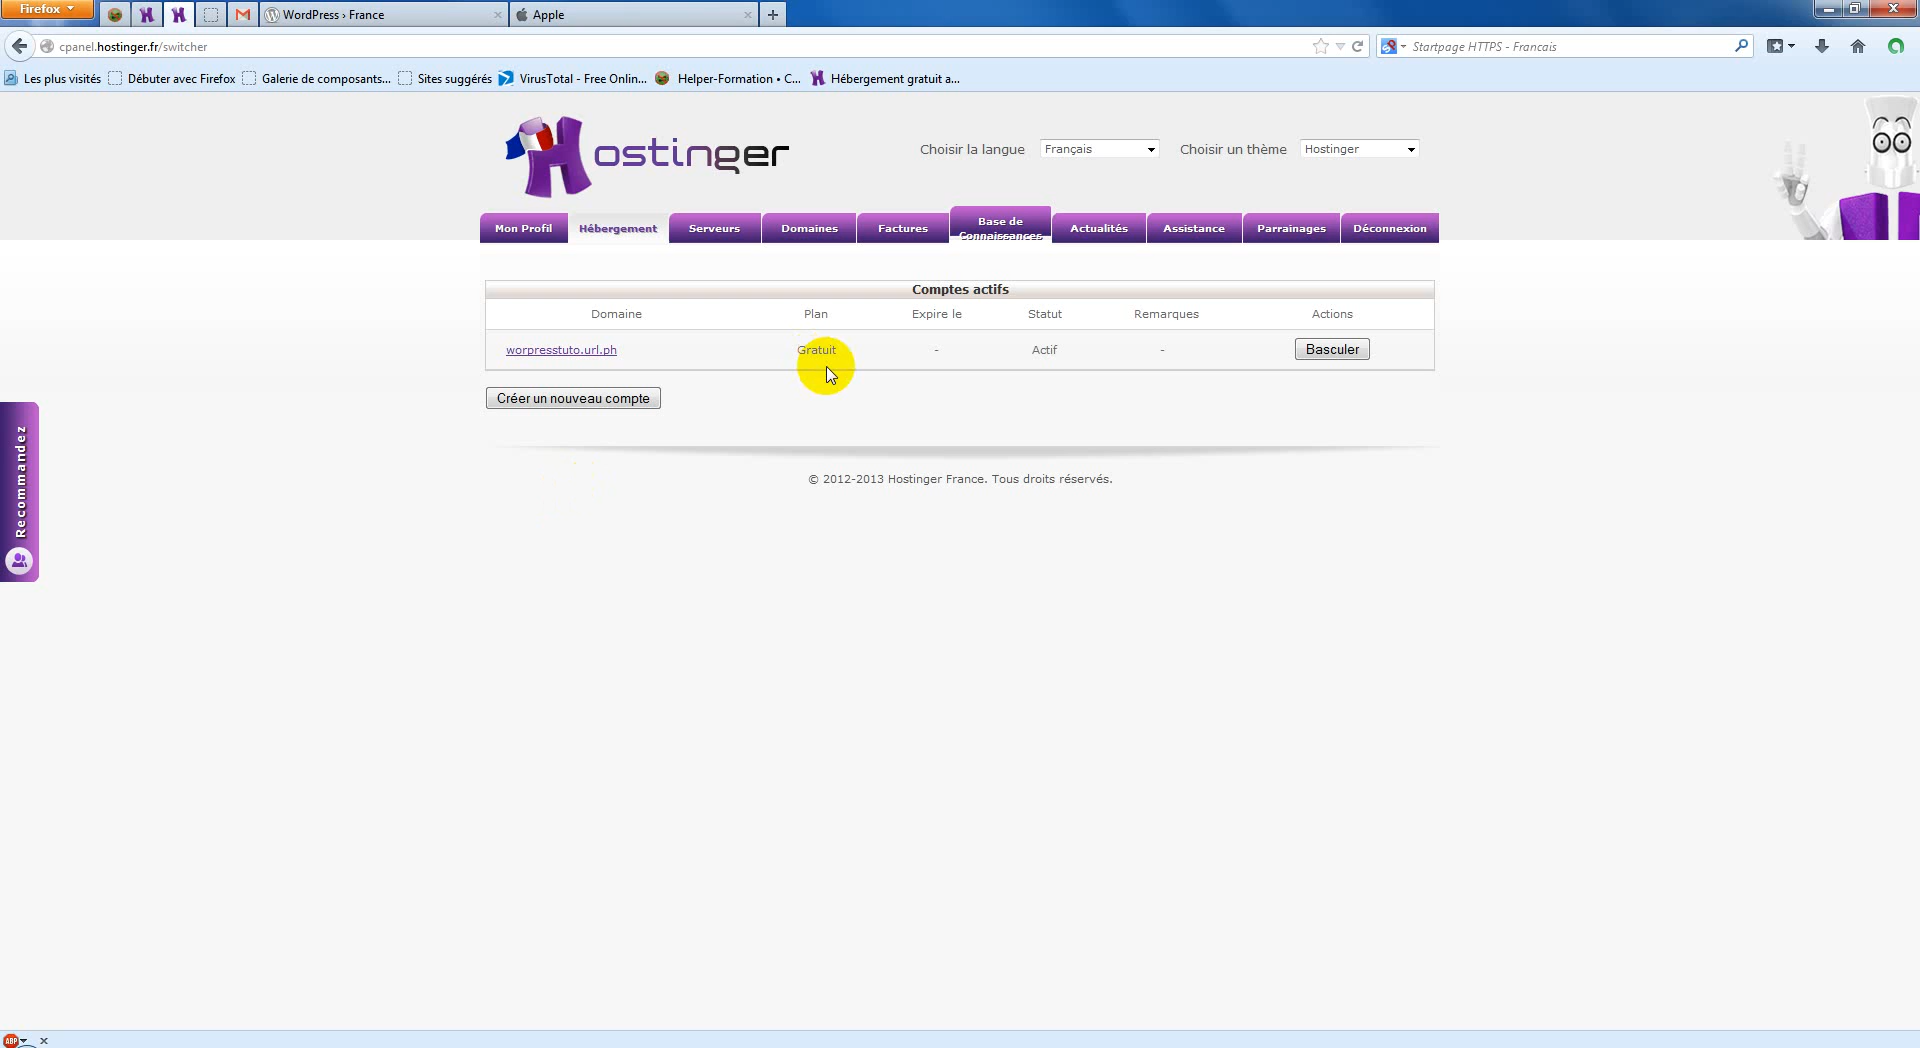 Firefox
WordPress › France
Apple
cpanel.hostinger.fr/switcher
Startpage HTTPS - Francais
Les plus visités
Débuter avec Firefox
Galerie de composants...
Sites suggérés
VirusTotal - Free Onlin...
Helper-Formation • C...
Hébergement gratuit a...
Hostinger
Choisir la langue
Français
Choisir un thème
Hostinger
Mon Profil
Hébergement
Serveurs
Domaines
Factures
Base de
Connaissances
Actualités
Assistance
Parrainages
Déconnexion
Comptes actifs
Domaine Plan Expire le Statut Remarques Actions
worpresstuto.url.ph Gratuit - Actif - Basculer
Créer un nouveau compte
Recommandez
© 2012-2013 Hostinger France. Tous droits réservés.
ABP